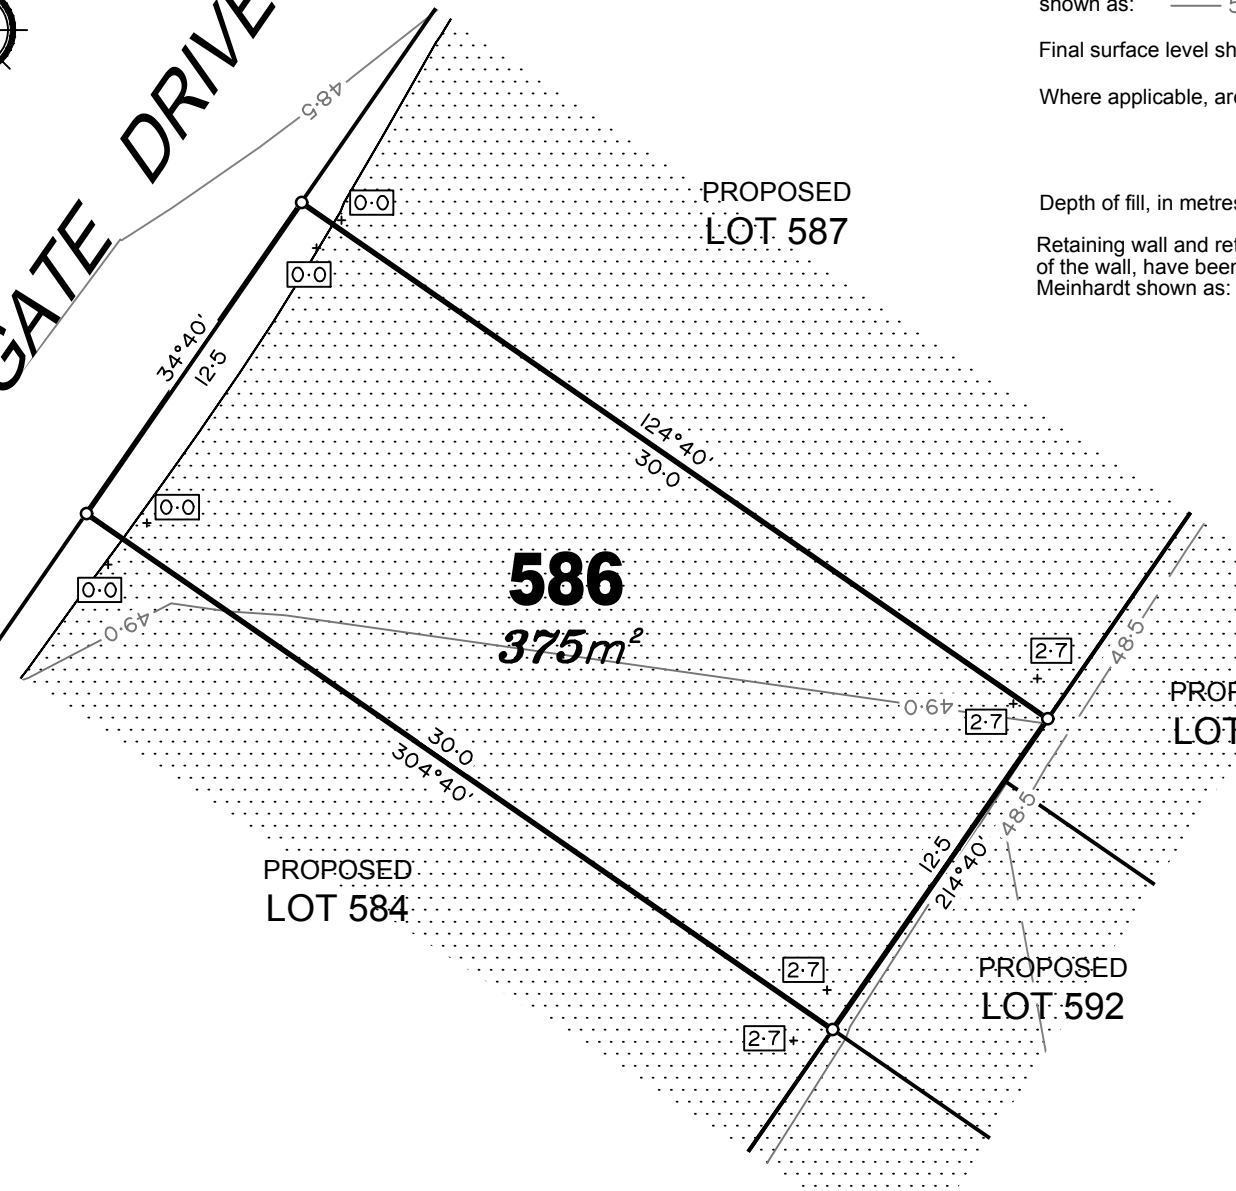 shown as:
Final surface level sh
Where applicable, are
Depth of fill, in metres
Retaining wall and ret
of the wall, have been
Meinhardt shown as:
GATE DRIVE
48·5
0·0
0·0
PROPOSED
LOT 587
34°40'
12·5
124°40'
30·0
0·0
0·0
49·0
586
375m²
2·7
2·7
49·0
48·5
PROP
LOT
30·0
304°40'
48·5
12·5
214°40'
PROPOSED
LOT 584
2·7
2·7
PROPOSED
LOT 592